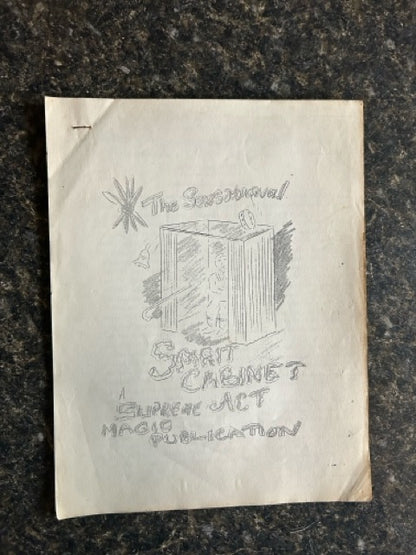 The Sensational
SPIRIT
CABINET
A
SUPREME ACT
MAGIC
PUBLICATION